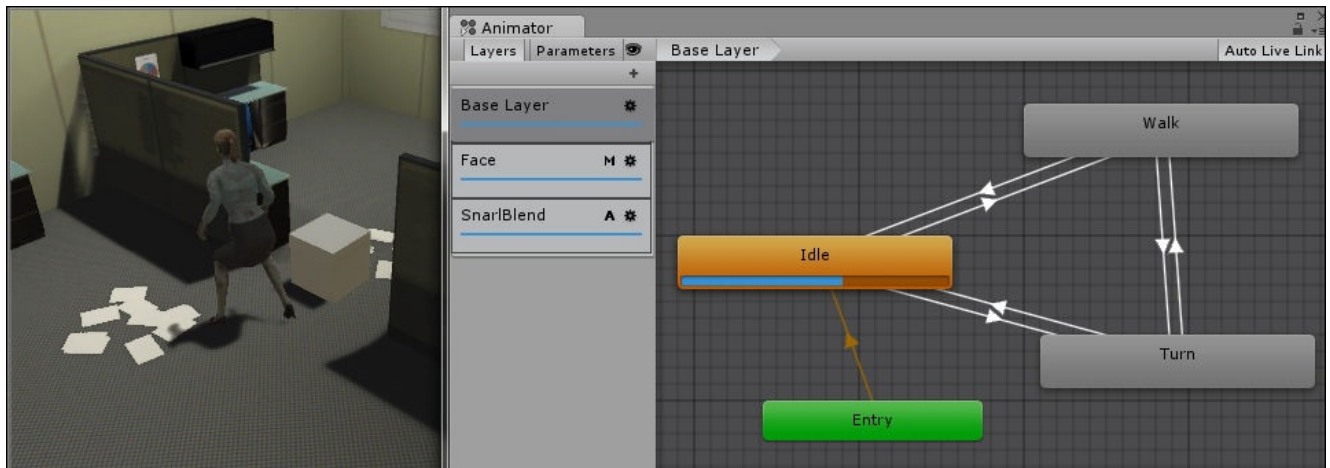 Animator
Layers Parameters
Base Layer
Auto Live Link
+
Base Layer
Face M
SnarlBlend A
Walk
Idle
Turn
Entry